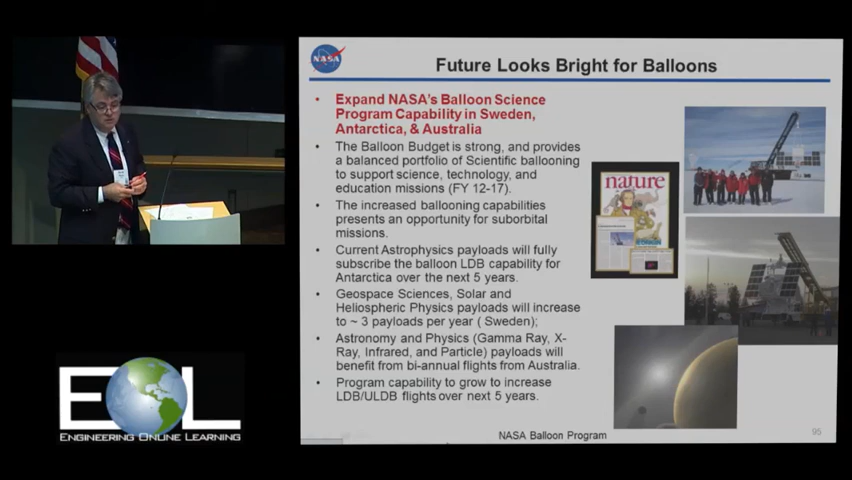 NASA
Future Looks Bright for Balloons
• Expand NASA's Balloon Science
Program Capability in Sweden,
Antarctica, & Australia
• The Balloon Budget is strong, and provides
a balanced portfolio of Scientific ballooning
to support science, technology, and
education missions (FY 12-17).
• The increased ballooning capabilities
presents an opportunity for suborbital
missions.
• Current Astrophysics payloads will fully
subscribe the balloon LDB capability for
Antarctica over the next 5 years.
• Geospace Sciences, Solar and
Heliospheric Physics payloads will increase
to ~ 3 payloads per year ( Sweden);
• Astronomy and Physics (Gamma Ray, X-
Ray, Infrared, and Particle) payloads will
benefit from bi-annual flights from Australia.
• Program capability to grow to increase
LDB/ULDB flights over next 5 years.
nature
NASA Balloon Program
95
EOL
ENGINEERING ONLINE LEARNING